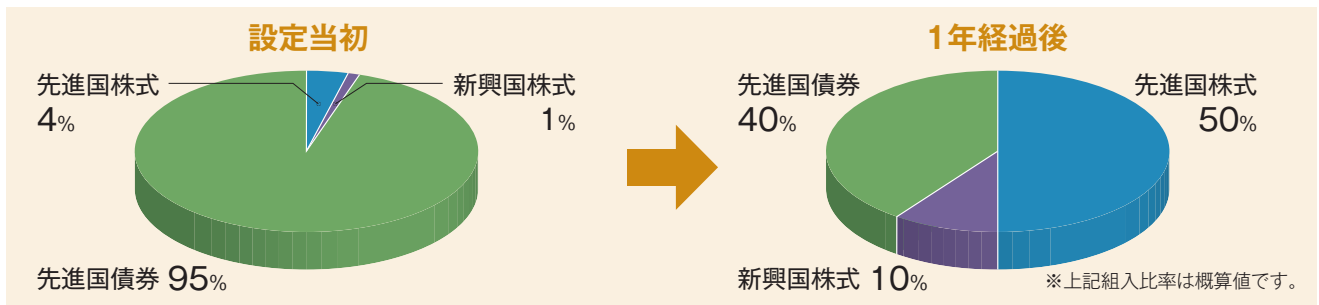 設定当初
先進国株式
4%
新興国株式
1%
先進国債券 95%
1年経過後
先進国債券
40%
先進国株式
50%
新興国株式 10%
※上記組入比率は概算値です。